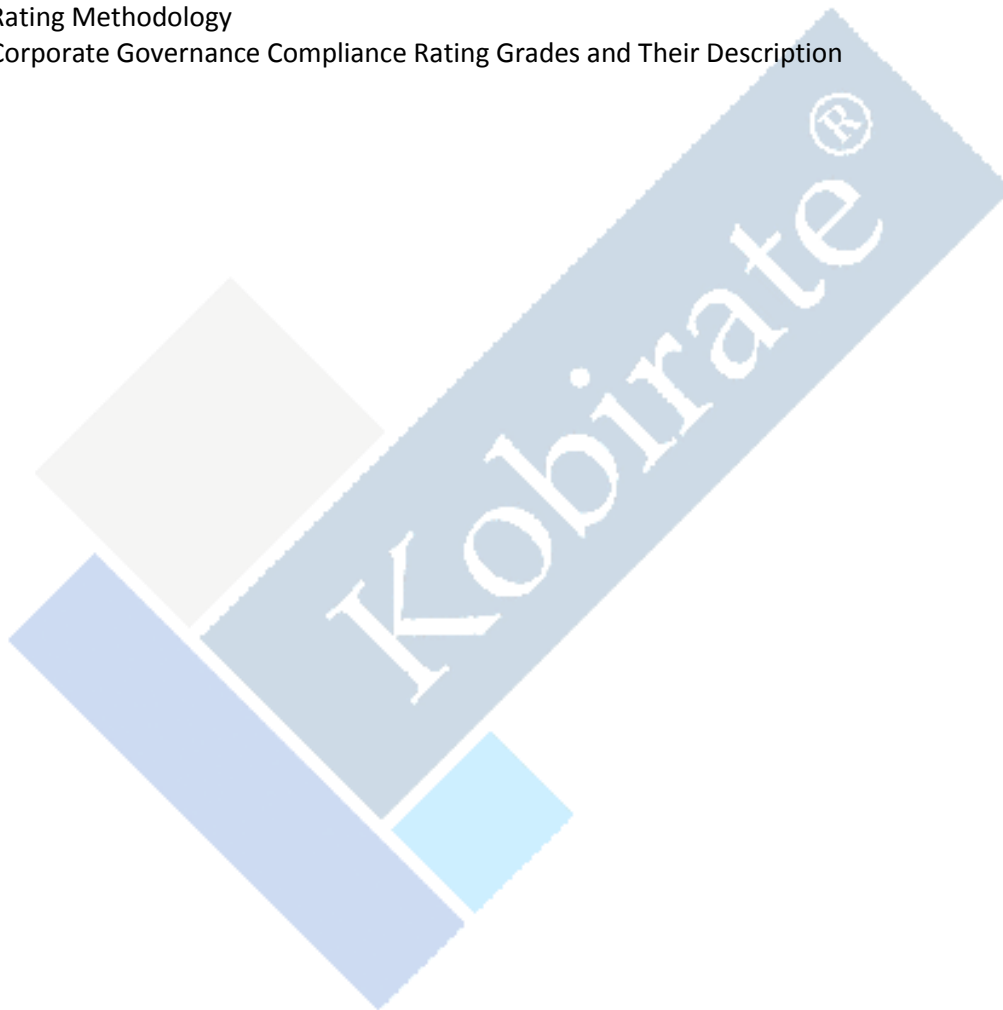 Rating Methodology
Corporate Governance Compliance Rating Grades and Their Description
Kobirate®